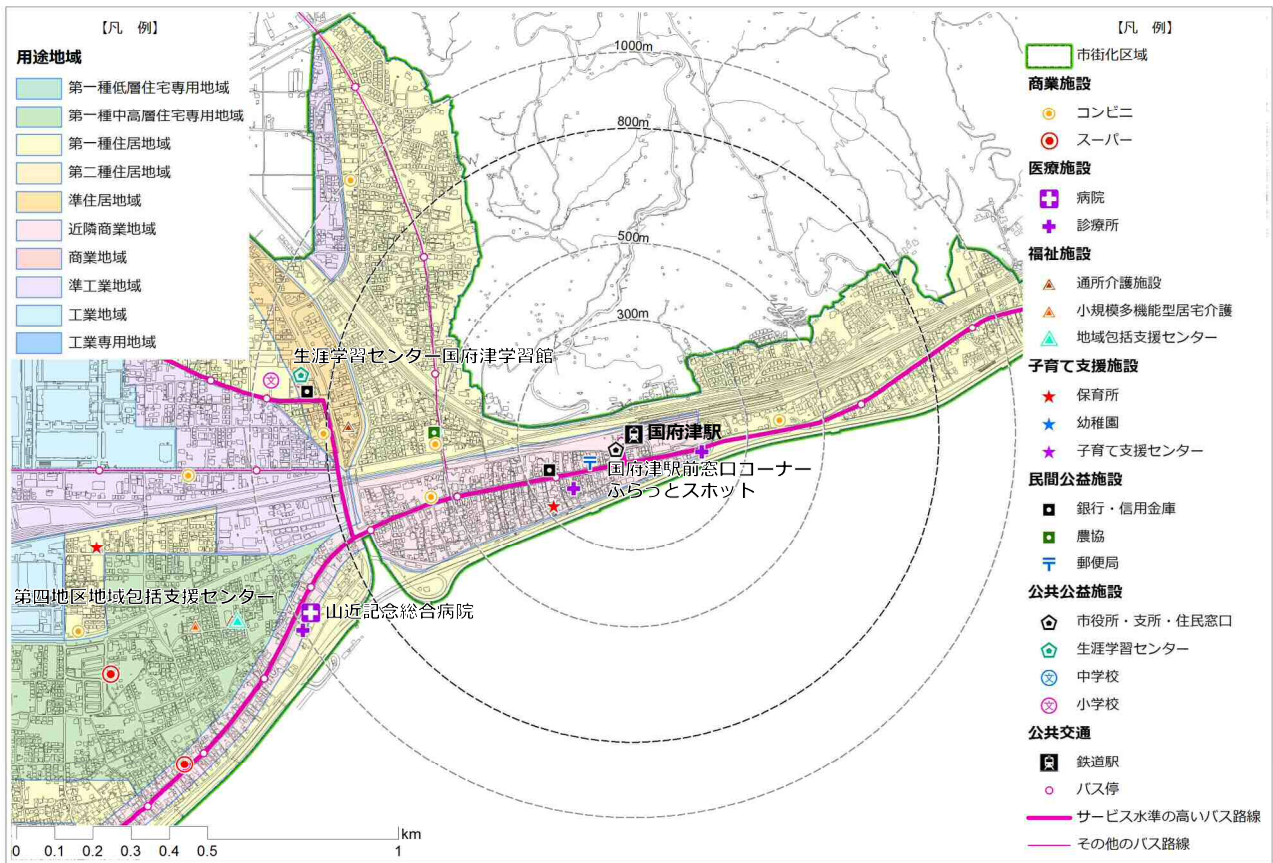 【凡　例】
用途地域
第一種低層住宅専用地域
第一種中高層住宅専用地域
第一種住居地域
第二種住居地域
準住居地域
近隣商業地域
商業地域
準工業地域
工業地域
工業専用地域
1000m
800m
500m
300m
生涯学習センター国府津学習館
文
国府津駅
国府津駅前窓口コーナー
ふらっとスポット
第四地区地域包括支援センター
山近記念総合病院
km
0 0.1 0.2 0.3 0.4 0.5 1
【凡　例】
市街化区域
商業施設
コンビニ
スーパー
医療施設
病院
診療所
福祉施設
通所介護施設
小規模多機能型居宅介護
地域包括支援センター
子育て支援施設
保育所
幼稚園
子育て支援センター
民間公益施設
銀行・信用金庫
農協
郵便局
公共公益施設
市役所・支所・住民窓口
生涯学習センター
文 中学校
文 小学校
公共交通
鉄道駅
バス停
サービス水準の高いバス路線
その他のバス路線